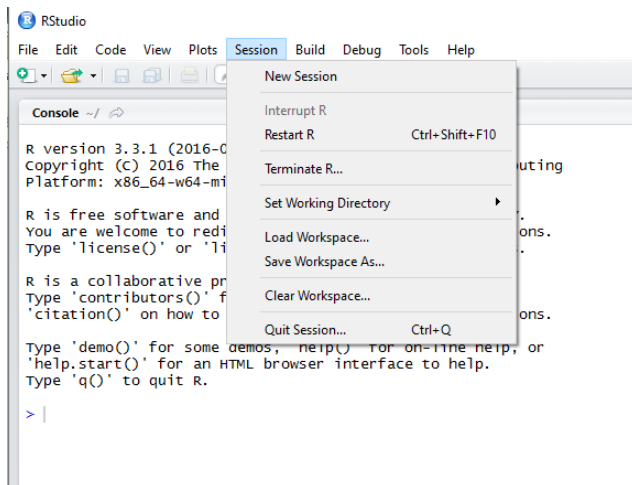 RStudio
File Edit Code View Plots Session Build Debug Tools Help
New Session
Interrupt R
Restart R Ctrl+Shift+F10
Terminate R...
Set Working Directory
Load Workspace...
Save Workspace As...
Clear Workspace...
Quit Session... Ctrl+Q
Console ~/
R version 3.3.1 (2016-0
Copyright (C) 2016 The uting
Platform: x86_64-w64-mi
R is free software and
You are welcome to redi ons.
Type 'license()' or 'li
R is a collaborative pr
Type 'contributors()' f
'citation()' on how to ons.
Type 'demo()' for some demos, 'help()' for on-line help, or
'help.start()' for an HTML browser interface to help.
Type 'q()' to quit R.
>